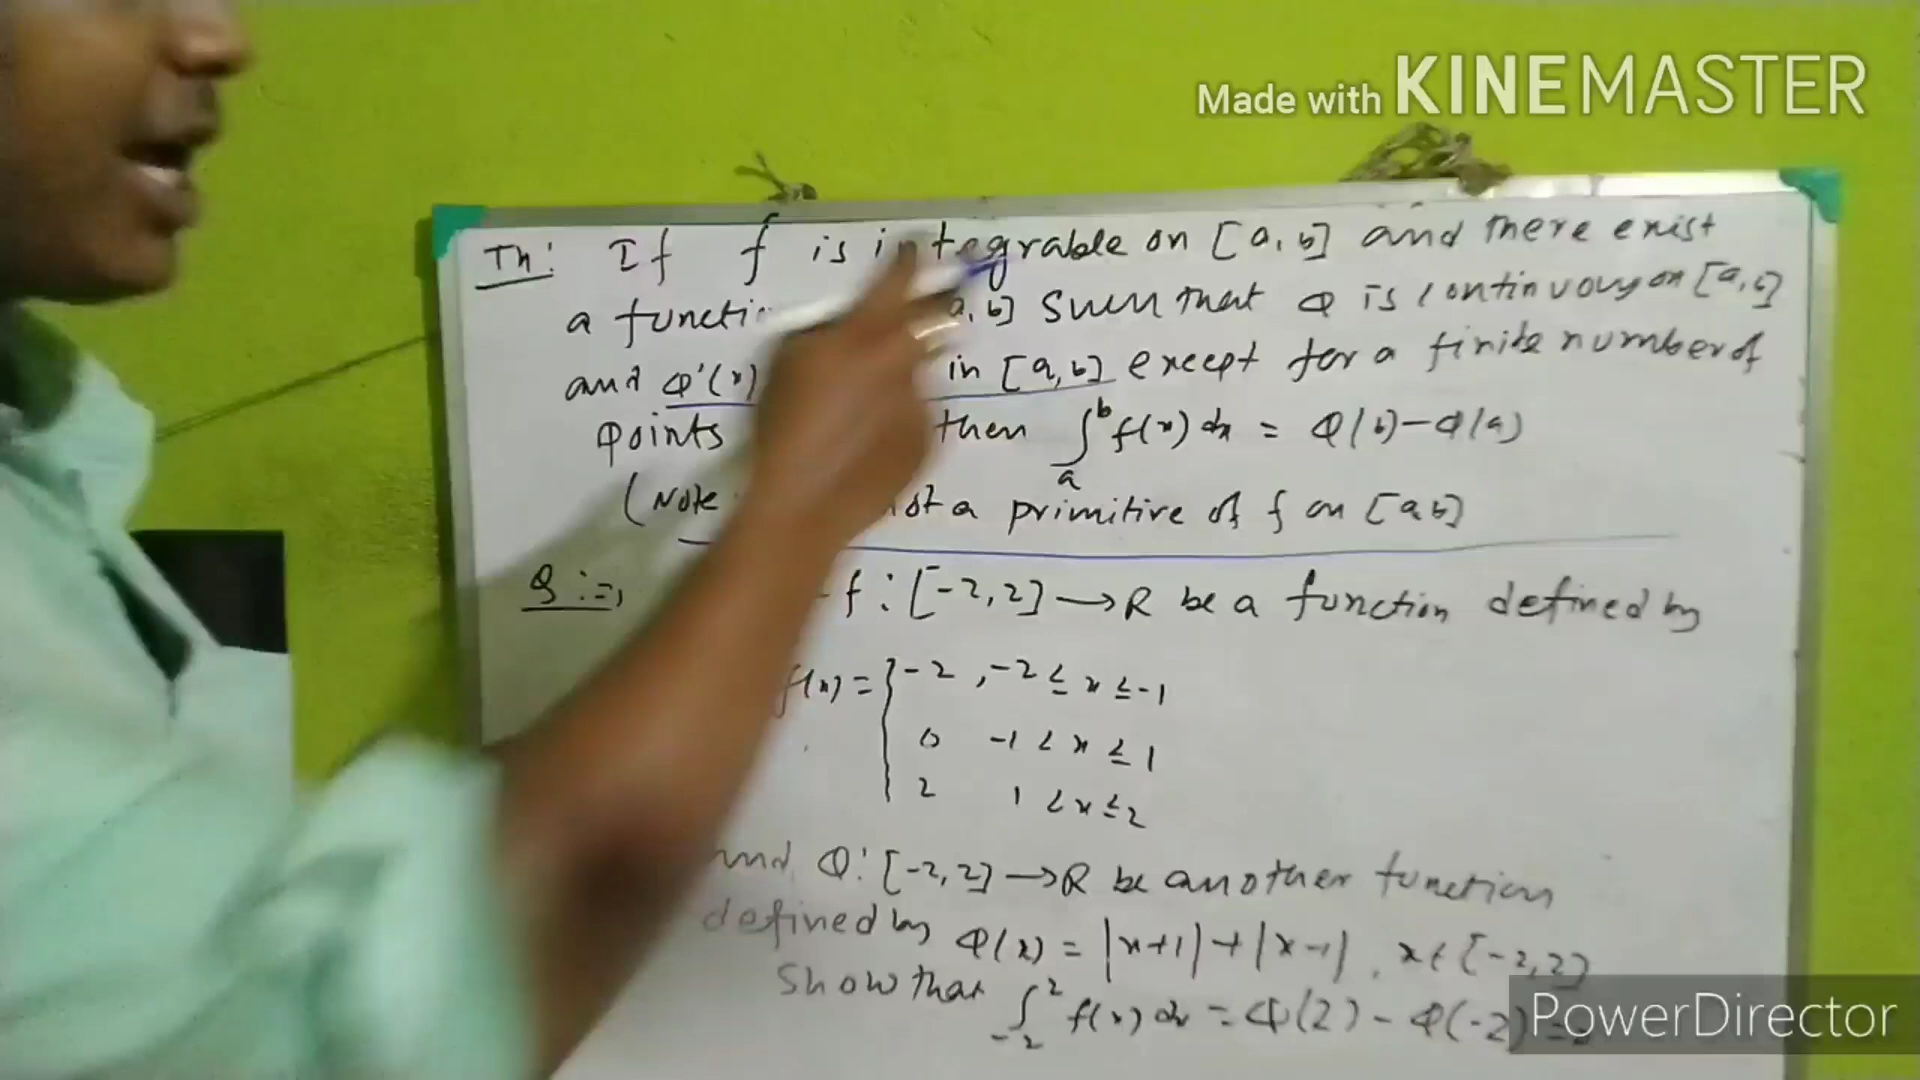 Made with KINEMASTER
Th: If f is integrable on [a, b] and there exist
a functi a, b] such that φ is continuous on [a, b]
and φ'(x) in [a, b] except for a finite number of
points then ∫_a^b f(x) dx = φ(b) - φ(a)
(Note not a primitive of f on [a b]
Q :=, f : [-2, 2] → R be a function defined by
f(x) = { -2 , -2 ≤ x ≤ -1
0 -1 < x ≤ 1
2 1 < x ≤ 2
and φ: [-2, 2] → R be another function
defined by φ(x) = |x+1| + |x-1|, x ∈ [-2, 2]
Show that ∫_-2^2 f(x) dx = φ(2) - φ(-2) =
PowerDirector